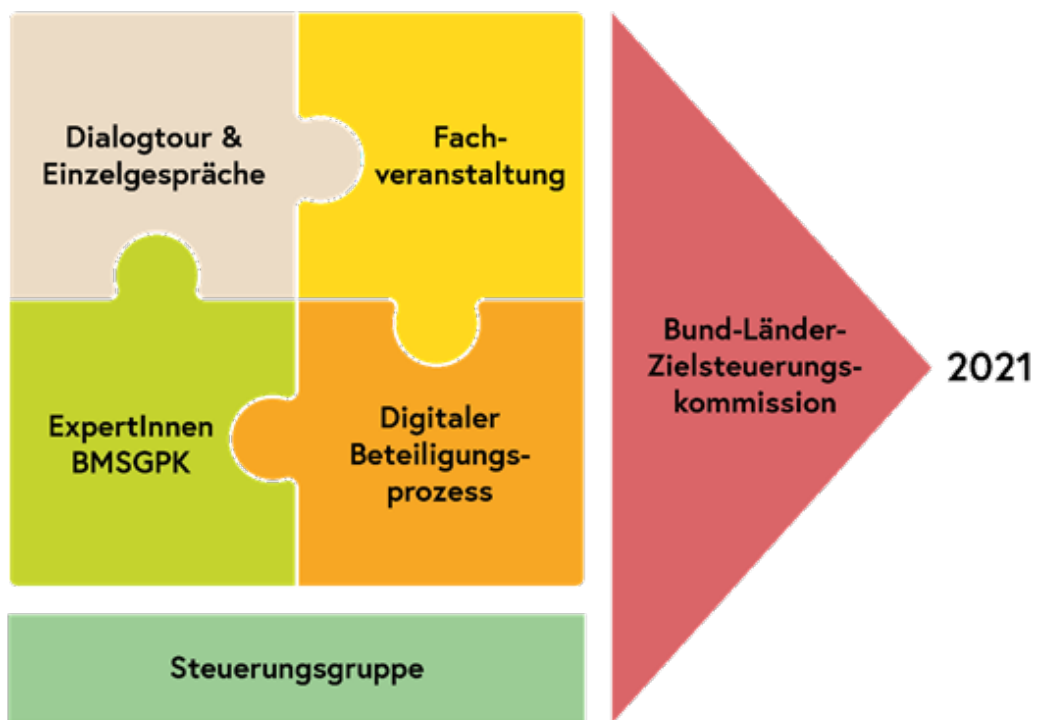 Dialogtour &
Einzelgespräche
Fach-
veranstaltung
ExpertInnen
BMSGPK
Digitaler
Beteiligungs-
prozess
Steuerungsgruppe
Bund-Länder-
Zielsteuerungs-
kommission
2021